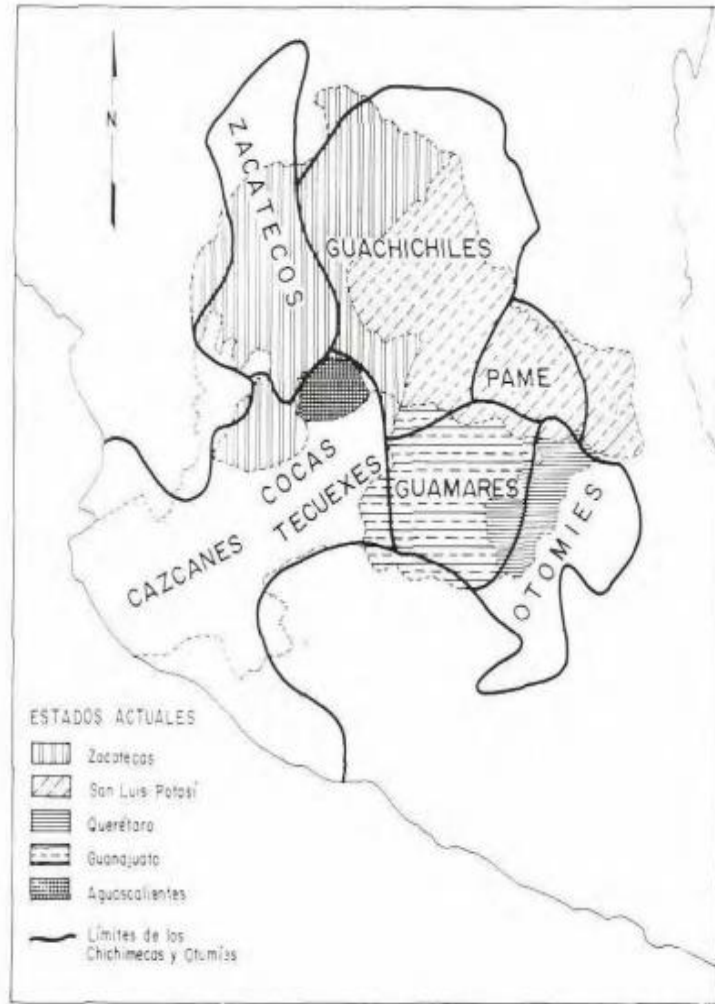 N
ZACATECOS
GUACHICHILES
PAME
COCAS
TECUEXES
CAZCANES
GUAMARES
OTOMIES
ESTADOS ACTUALES
Zacatecas
San Luis Potosí
Querétaro
Guanajuato
Aguascalientes
Límites de los
Chichimecas y Otumíes